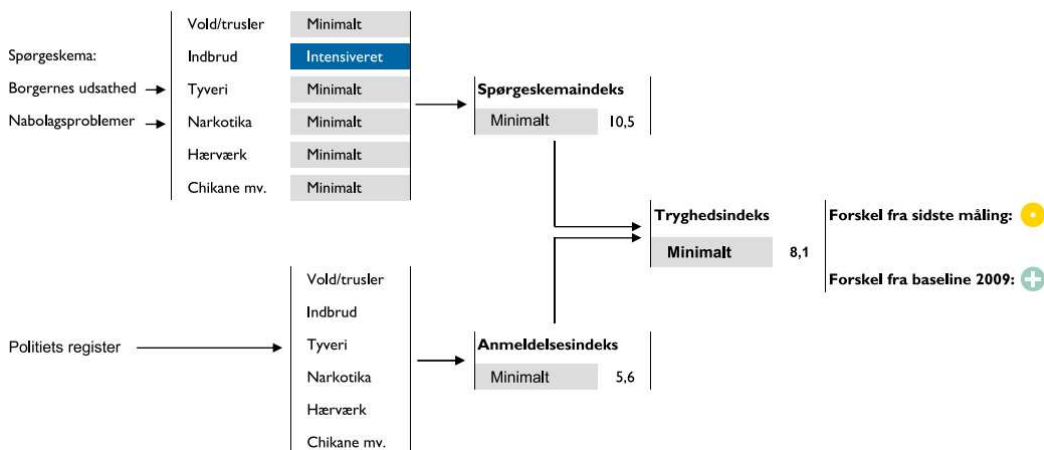 Spørgeskema:
Borgernes udsathed
Nabolagsproblemer
Vold/trusler Minimalt
Indbrud Intensiveret
Tyveri Minimalt
Narkotika Minimalt
Hærværk Minimalt
Chikane mv. Minimalt
Spørgeskemaindeks
Minimalt 10,5
Tryghedsindeks
Minimalt 8,1
Forskel fra sidste måling:
Forskel fra baseline 2009:
Politiets register
Vold/trusler
Indbrud
Tyveri
Narkotika
Hærværk
Chikane mv.
Anmeldelsesindeks
Minimalt 5,6